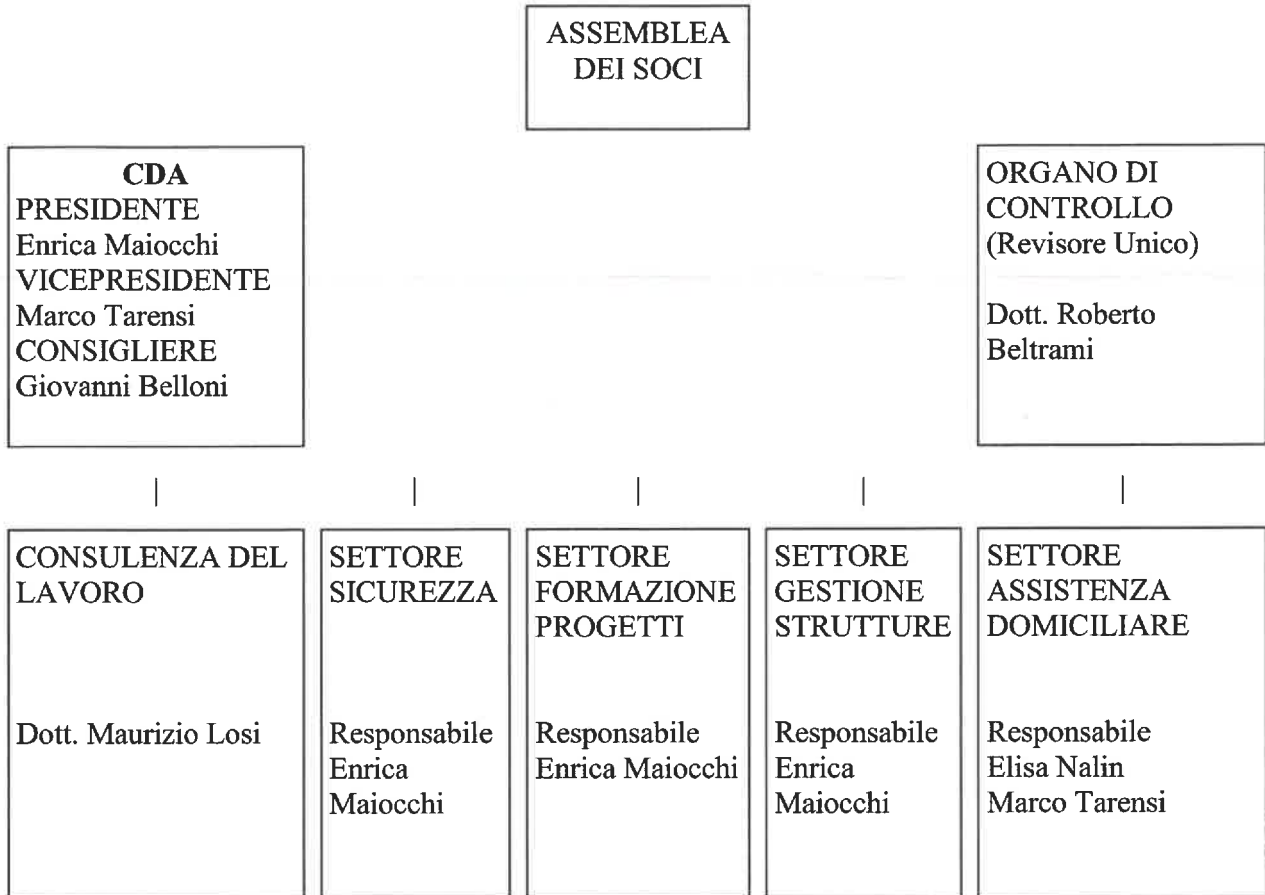 ASSEMBLEA
DEI SOCI
CDA
PRESIDENTE
Enrica Maiocchi
VICEPRESIDENTE
Marco Tarensi
CONSIGLIERE
Giovanni Belloni
ORGANO DI
CONTROLLO
(Revisore Unico)
Dott. Roberto
Beltrami
CONSULENZA DEL
LAVORO
Dott. Maurizio Losi
SETTORE
SICUREZZA
Responsabile
Enrica
Maiocchi
SETTORE
FORMAZIONE
PROGETTI
Responsabile
Enrica Maiocchi
SETTORE
GESTIONE
STRUTTURE
Responsabile
Enrica
Maiocchi
SETTORE
ASSISTENZA
DOMICILIARE
Responsabile
Elisa Nalin
Marco Tarensi